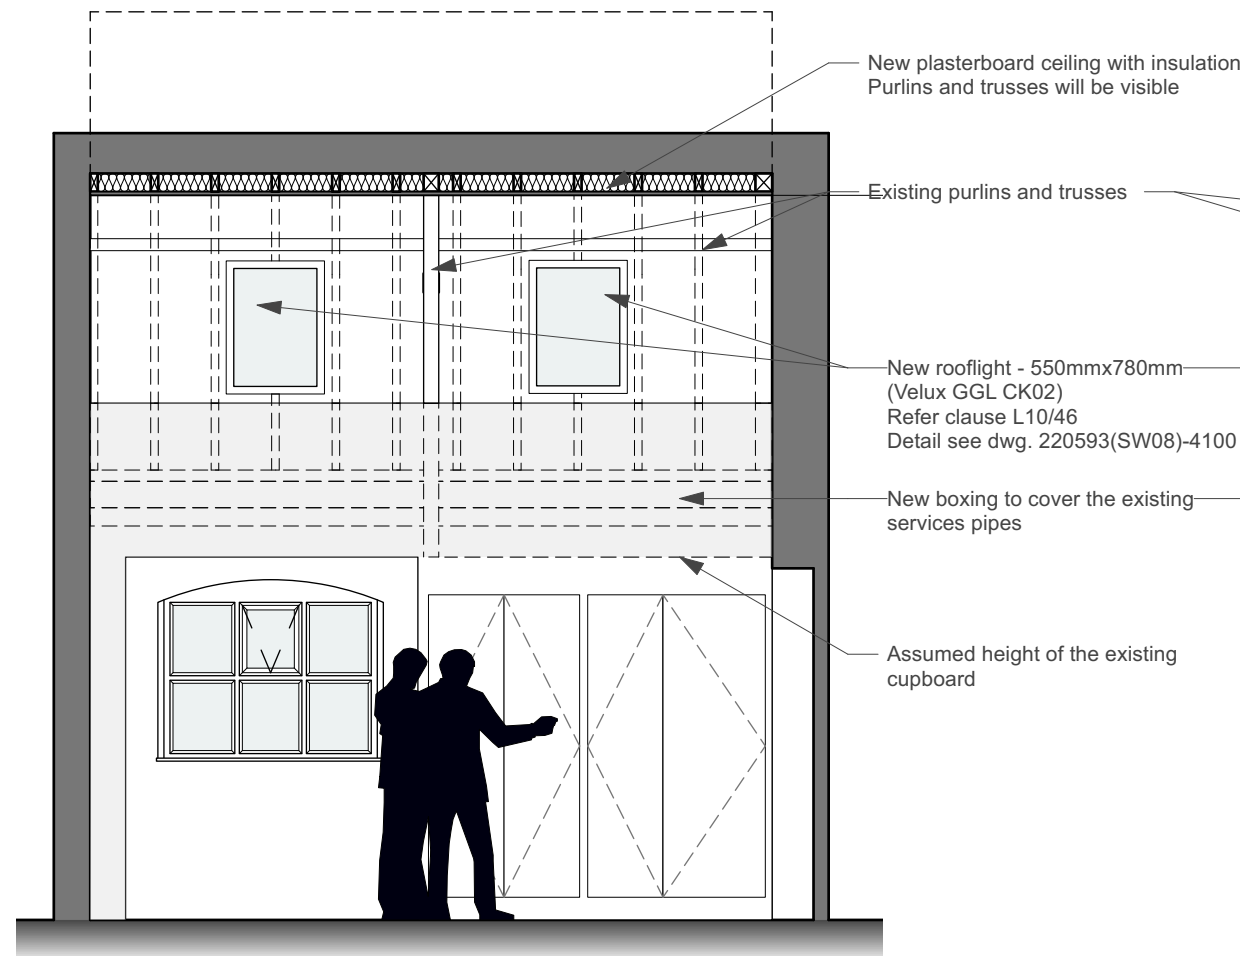 New plasterboard ceiling with insulation
Purlins and trusses will be visible
Existing purlins and trusses
New rooflight - 550mmx780mm
(Velux GGL CK02)
Refer clause L10/46
Detail see dwg. 220593(SW08)-4100
New boxing to cover the existing
services pipes
Assumed height of the existing
cupboard